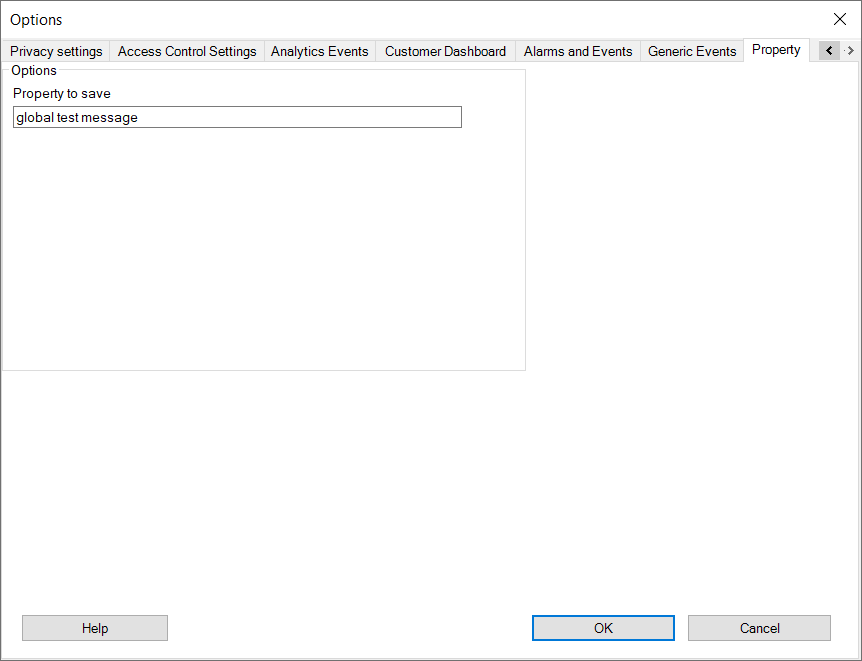 Options
Privacy settings Access Control Settings Analytics Events Customer Dashboard Alarms and Events Generic Events Property
Options
Property to save
global test message
Help OK Cancel